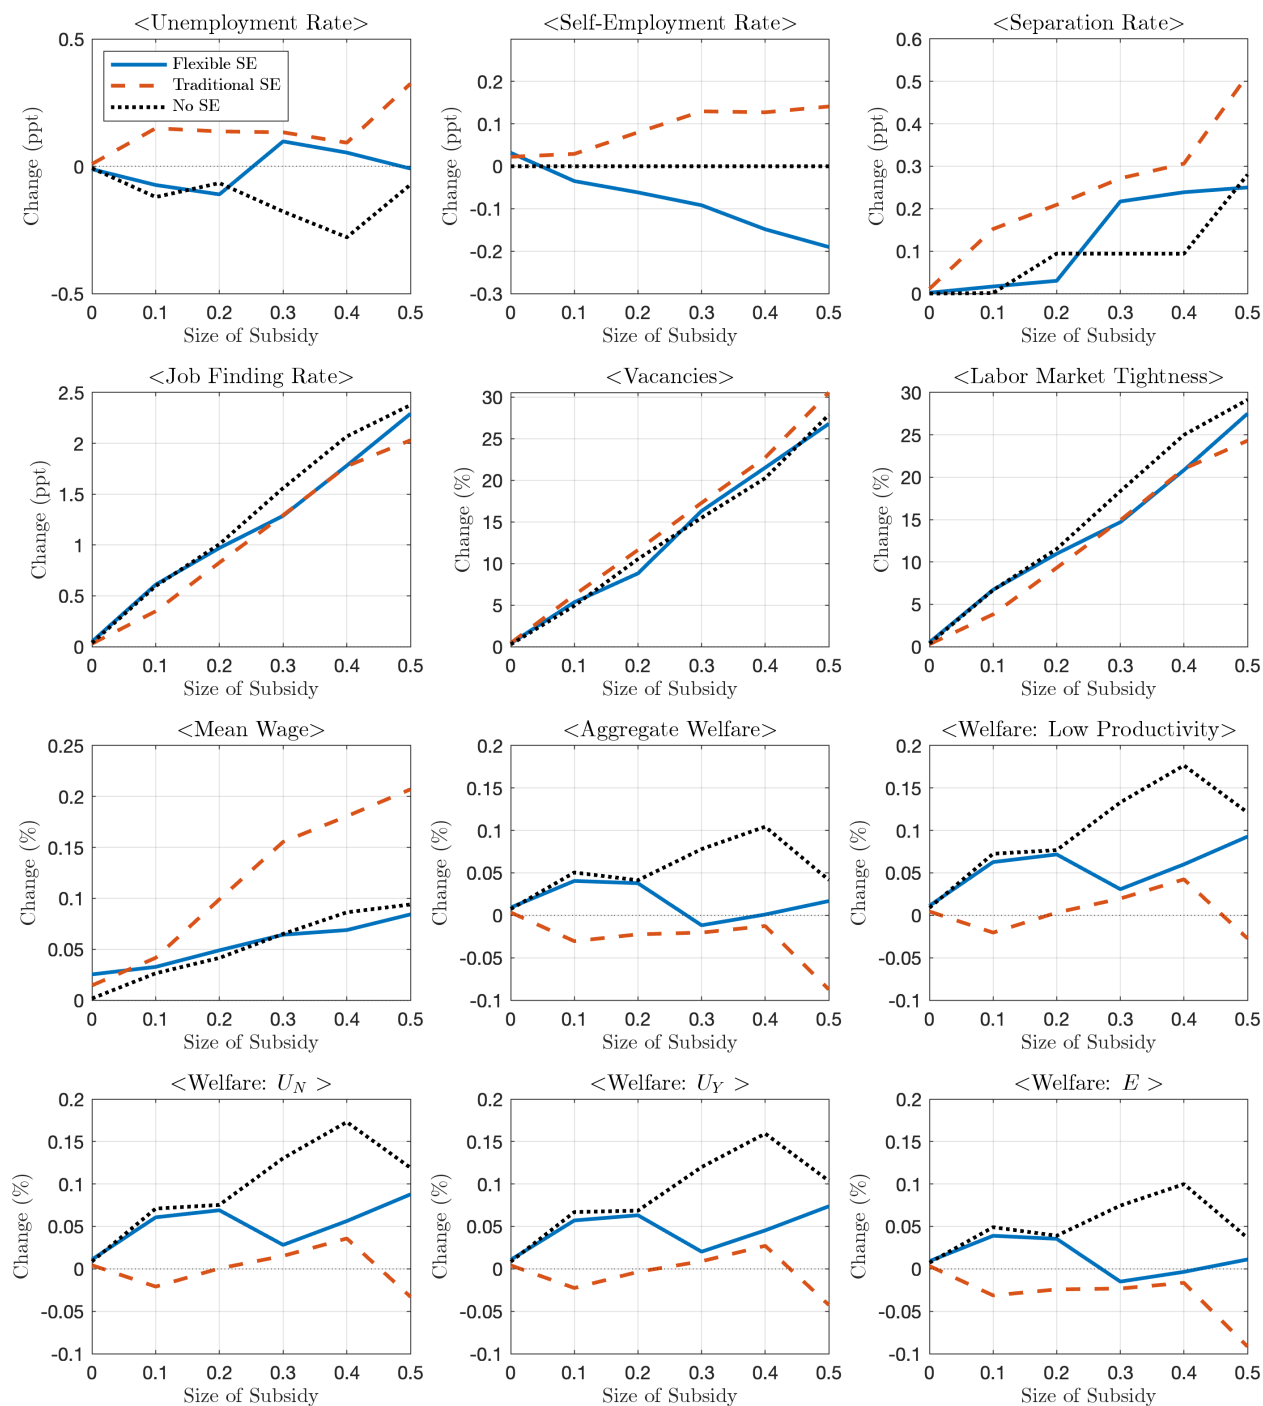 <Unemployment Rate>
0.5
0
-0.5
Change (ppt)
Flexible SE
Traditional SE
No SE
0 0.1 0.2 0.3 0.4 0.5
Size of Subsidy
<Self-Employment Rate>
0.2
0.1
0
-0.1
-0.2
-0.3
Change (ppt)
0 0.1 0.2 0.3 0.4 0.5
Size of Subsidy
<Separation Rate>
0.6
0.5
0.4
0.3
0.2
0.1
0
Change (ppt)
0 0.1 0.2 0.3 0.4 0.5
Size of Subsidy
<Job Finding Rate>
2.5
2
1.5
1
0.5
0
Change (ppt)
0 0.1 0.2 0.3 0.4 0.5
Size of Subsidy
<Vacancies>
30
25
20
15
10
5
0
Change (%)
0 0.1 0.2 0.3 0.4 0.5
Size of Subsidy
<Labor Market Tightness>
30
25
20
15
10
5
0
Change (%)
0 0.1 0.2 0.3 0.4 0.5
Size of Subsidy
<Mean Wage>
0.25
0.2
0.15
0.1
0.05
0
Change (%)
0 0.1 0.2 0.3 0.4 0.5
Size of Subsidy
<Aggregate Welfare>
0.2
0.15
0.1
0.05
0
-0.05
-0.1
Change (%)
0 0.1 0.2 0.3 0.4 0.5
Size of Subsidy
<Welfare: Low Productivity>
0.2
0.15
0.1
0.05
0
-0.05
-0.1
Change (%)
0 0.1 0.2 0.3 0.4 0.5
Size of Subsidy
<Welfare: U_N >
0.2
0.15
0.1
0.05
0
-0.05
-0.1
Change (%)
0 0.1 0.2 0.3 0.4 0.5
Size of Subsidy
<Welfare: U_Y >
0.2
0.15
0.1
0.05
0
-0.05
-0.1
Change (%)
0 0.1 0.2 0.3 0.4 0.5
Size of Subsidy
<Welfare: E >
0.2
0.15
0.1
0.05
0
-0.05
-0.1
Change (%)
0 0.1 0.2 0.3 0.4 0.5
Size of Subsidy